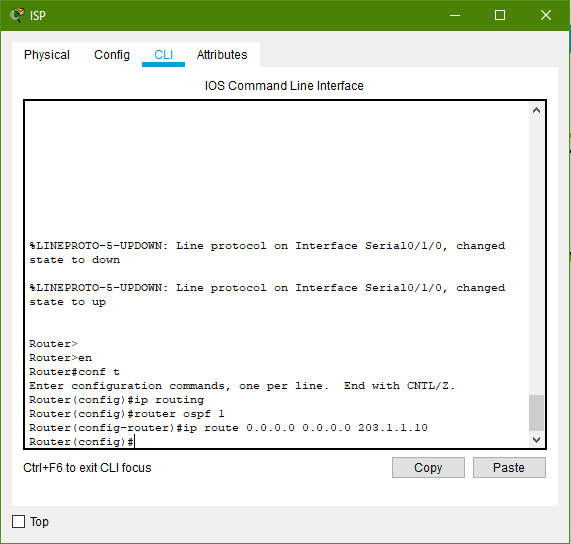 ISP
Physical Config CLI Attributes
IOS Command Line Interface
%LINEPROTO-5-UPDOWN: Line protocol on Interface Serial0/1/0, changed
state to down
%LINEPROTO-5-UPDOWN: Line protocol on Interface Serial0/1/0, changed
state to up
Router>
Router>en
Router#conf t
Enter configuration commands, one per line.  End with CNTL/Z.
Router(config)#ip routing
Router(config)#router ospf 1
Router(config-router)#ip route 0.0.0.0 0.0.0.0 203.1.1.10
Router(config)#
Ctrl+F6 to exit CLI focus
Copy Paste
Top